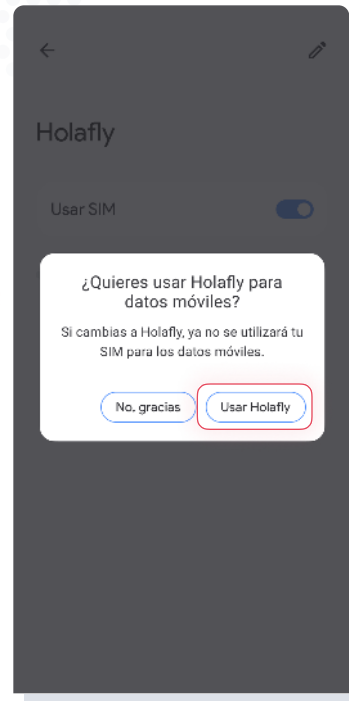 Holafly
Usar SIM
¿Quieres usar Holafly para
datos móviles?
Si cambias a Holafly, ya no se utilizará tu
SIM para los datos móviles.
No, gracias
Usar Holafly